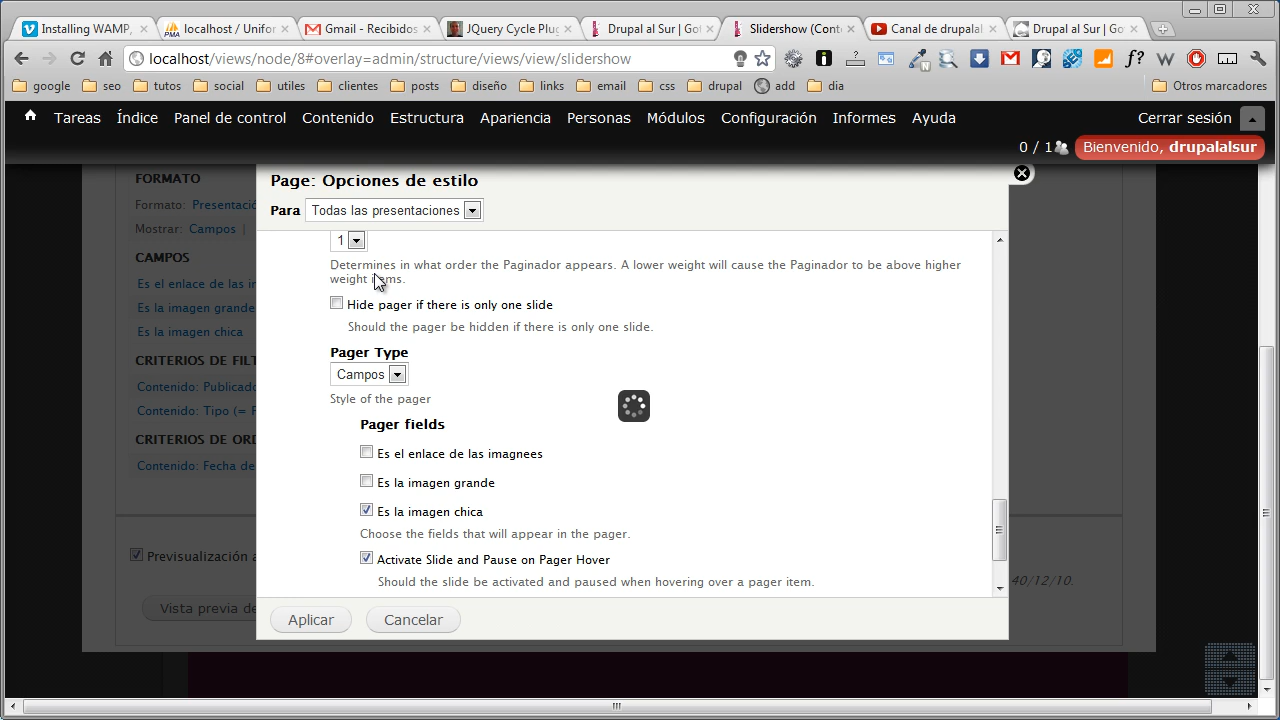 Installing WAMP,
localhost / Unifor
Gmail - Recibidos
JQuery Cycle Plug
Drupal al Sur | Got
Slidershow (Conte
Canal de drupalal
Drupal al Sur | Got
localhost/views/node/8#overlay=admin/structure/views/view/slidershow
google
seo
tutos
social
utiles
clientes
posts
diseño
links
email
css
drupal
add
dia
Otros marcadores
Tareas
Índice
Panel de control
Contenido
Estructura
Apariencia
Personas
Módulos
Configuración
Informes
Ayuda
Cerrar sesión
0 / 1
Bienvenido, drupalalsur
FORMATO
Formato: Presentació
Mostrar: Campos |
CAMPOS
Es el enlace de las im
Es la imagen grande
Es la imagen chica
CRITERIOS DE FILT
Contenido: Publicado
Contenido: Tipo (=
CRITERIOS DE ORD
Contenido: Fecha de
Previsualización a
Vista previa de
40/12/10.
Page: Opciones de estilo
Para Todas las presentaciones
1
Determines in what order the Paginador appears. A lower weight will cause the Paginador to be above higher
weight items.
Hide pager if there is only one slide
Should the pager be hidden if there is only one slide.
Pager Type
Campos
Style of the pager
Pager fields
Es el enlace de las imagnees
Es la imagen grande
Es la imagen chica
Choose the fields that will appear in the pager.
Activate Slide and Pause on Pager Hover
Should the slide be activated and paused when hovering over a pager item.
Aplicar
Cancelar